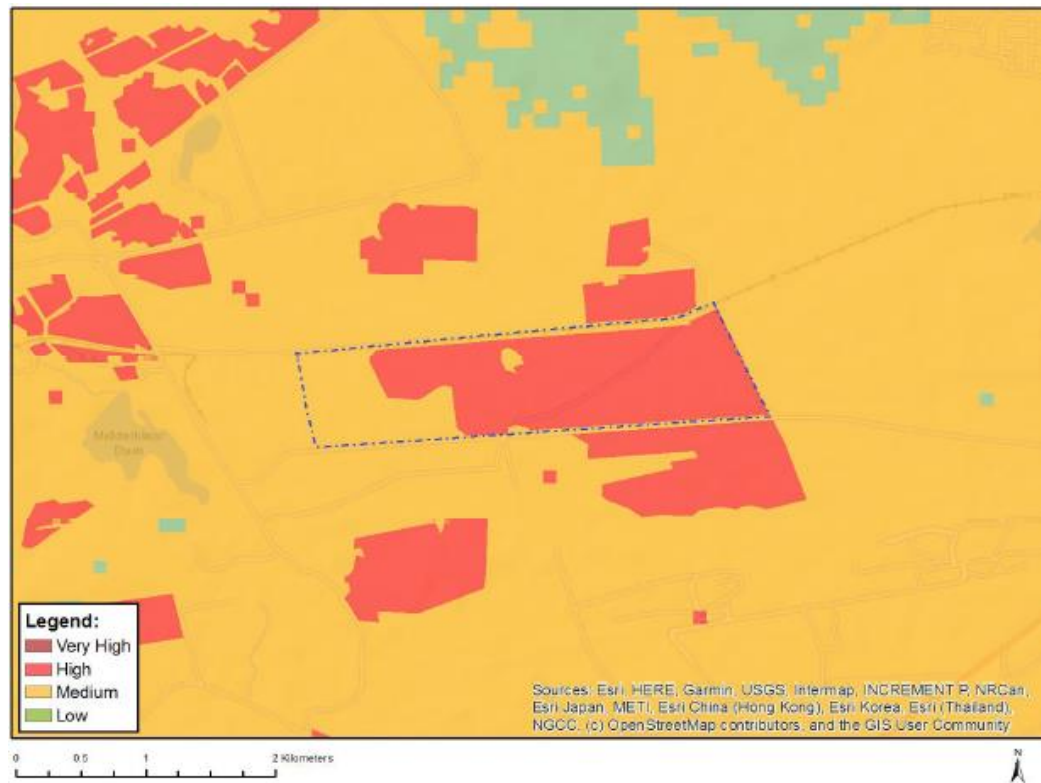 Dam
Legend:
Very High
High
Medium
Low
Sources: Esri, HERE, Garmin, USGS, Intermap, INCREMENT P, NRCan,
Esri Japan, METI, Esri China (Hong Kong), Esri Korea, Esri (Thailand),
NGCC, (c) OpenStreetMap contributors, and the GIS User Community
0 0.5 1 2 Kilometers
N